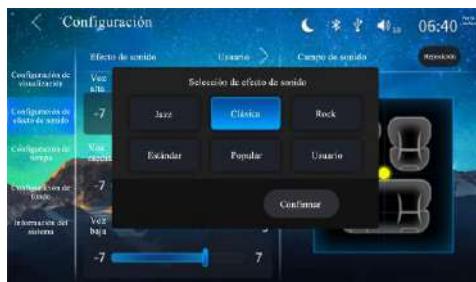 Configuración
06:40
Efecto de sonido
Usuario
Campo de sonido
Reposición
Configuración de
visualización
Voz
alta
Selección de efecto de sonido
Configuración de
efecto de sonido
-7
Jazz
Clásica
Rock
Configuración de
tiempo
Voz
Estándar
Popular
Usuario
Configuración de
fondo
-7
Confirmar
Información del
sistema
Voz
baja
-7
7